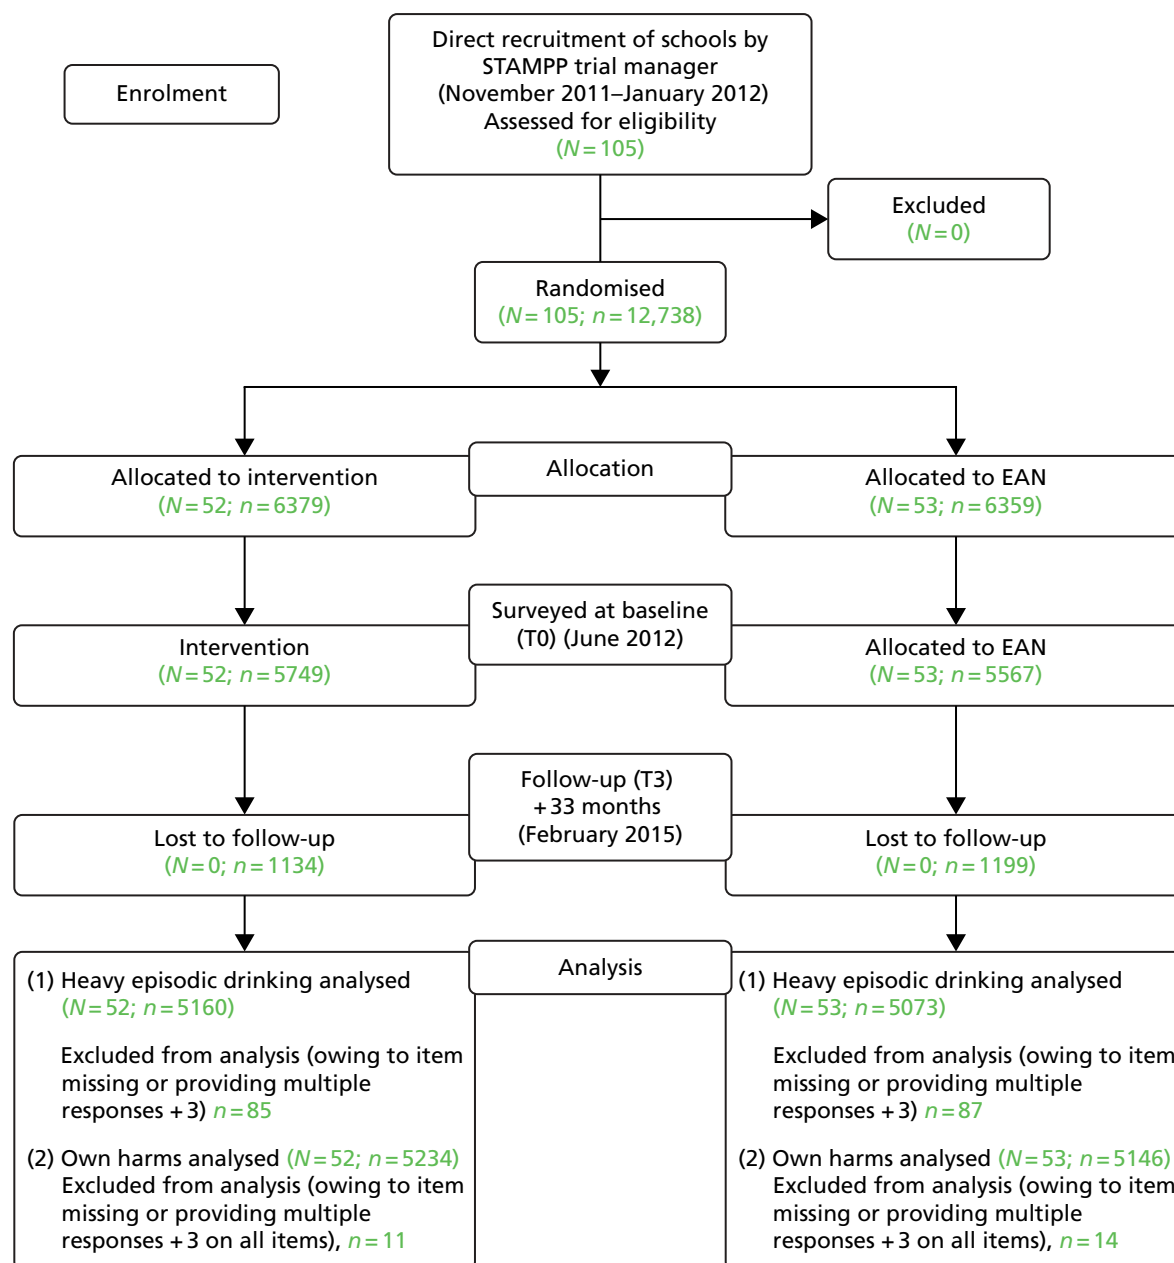 Direct recruitment of schools by
STAMPP trial manager
(November 2011–January 2012)
Assessed for eligibility
(N=105)
Enrolment
Excluded
(N=0)
Randomised
(N=105; n=12,738)
Allocated to intervention
(N=52; n=6379)
Allocation
Allocated to EAN
(N=53; n=6359)
Surveyed at baseline
(T0) (June 2012)
Intervention
(N=52; n=5749)
Allocated to EAN
(N=53; n=5567)
Follow-up (T3)
+33 months
(February 2015)
Lost to follow-up
(N=0; n=1134)
Lost to follow-up
(N=0; n=1199)
Analysis
(1) Heavy episodic drinking analysed
(N=52; n=5160)
Excluded from analysis (owing to item
missing or providing multiple
responses +3) n=85
(2) Own harms analysed (N=52; n=5234)
Excluded from analysis (owing to item
missing or providing multiple
responses +3 on all items), n=11
(1) Heavy episodic drinking analysed
(N=53; n=5073)
Excluded from analysis (owing to item
missing or providing multiple
responses +3) n=87
(2) Own harms analysed (N=53; n=5146)
Excluded from analysis (owing to item
missing or providing multiple
responses +3 on all items), n=14